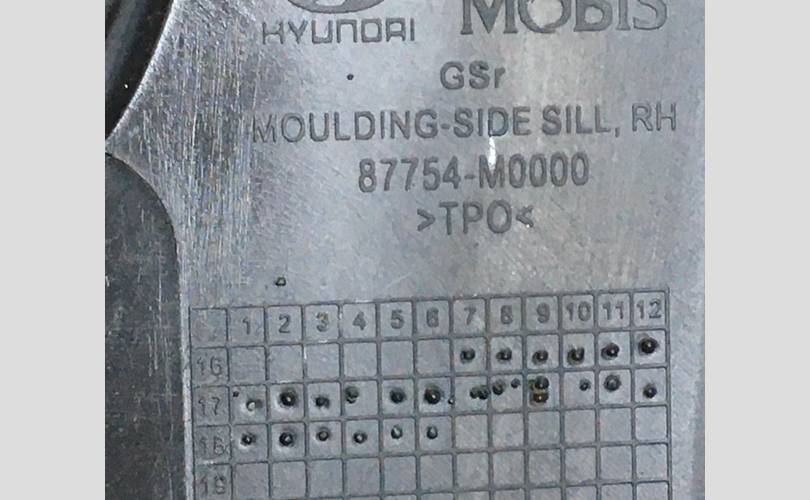 HYUNDAI MOBIS
GSr
MOULDING-SIDE SILL, RH
87754-M0000
>TPO<
1 2 3 4 5 6 7 8 9 10 11 12
16
17
18
19